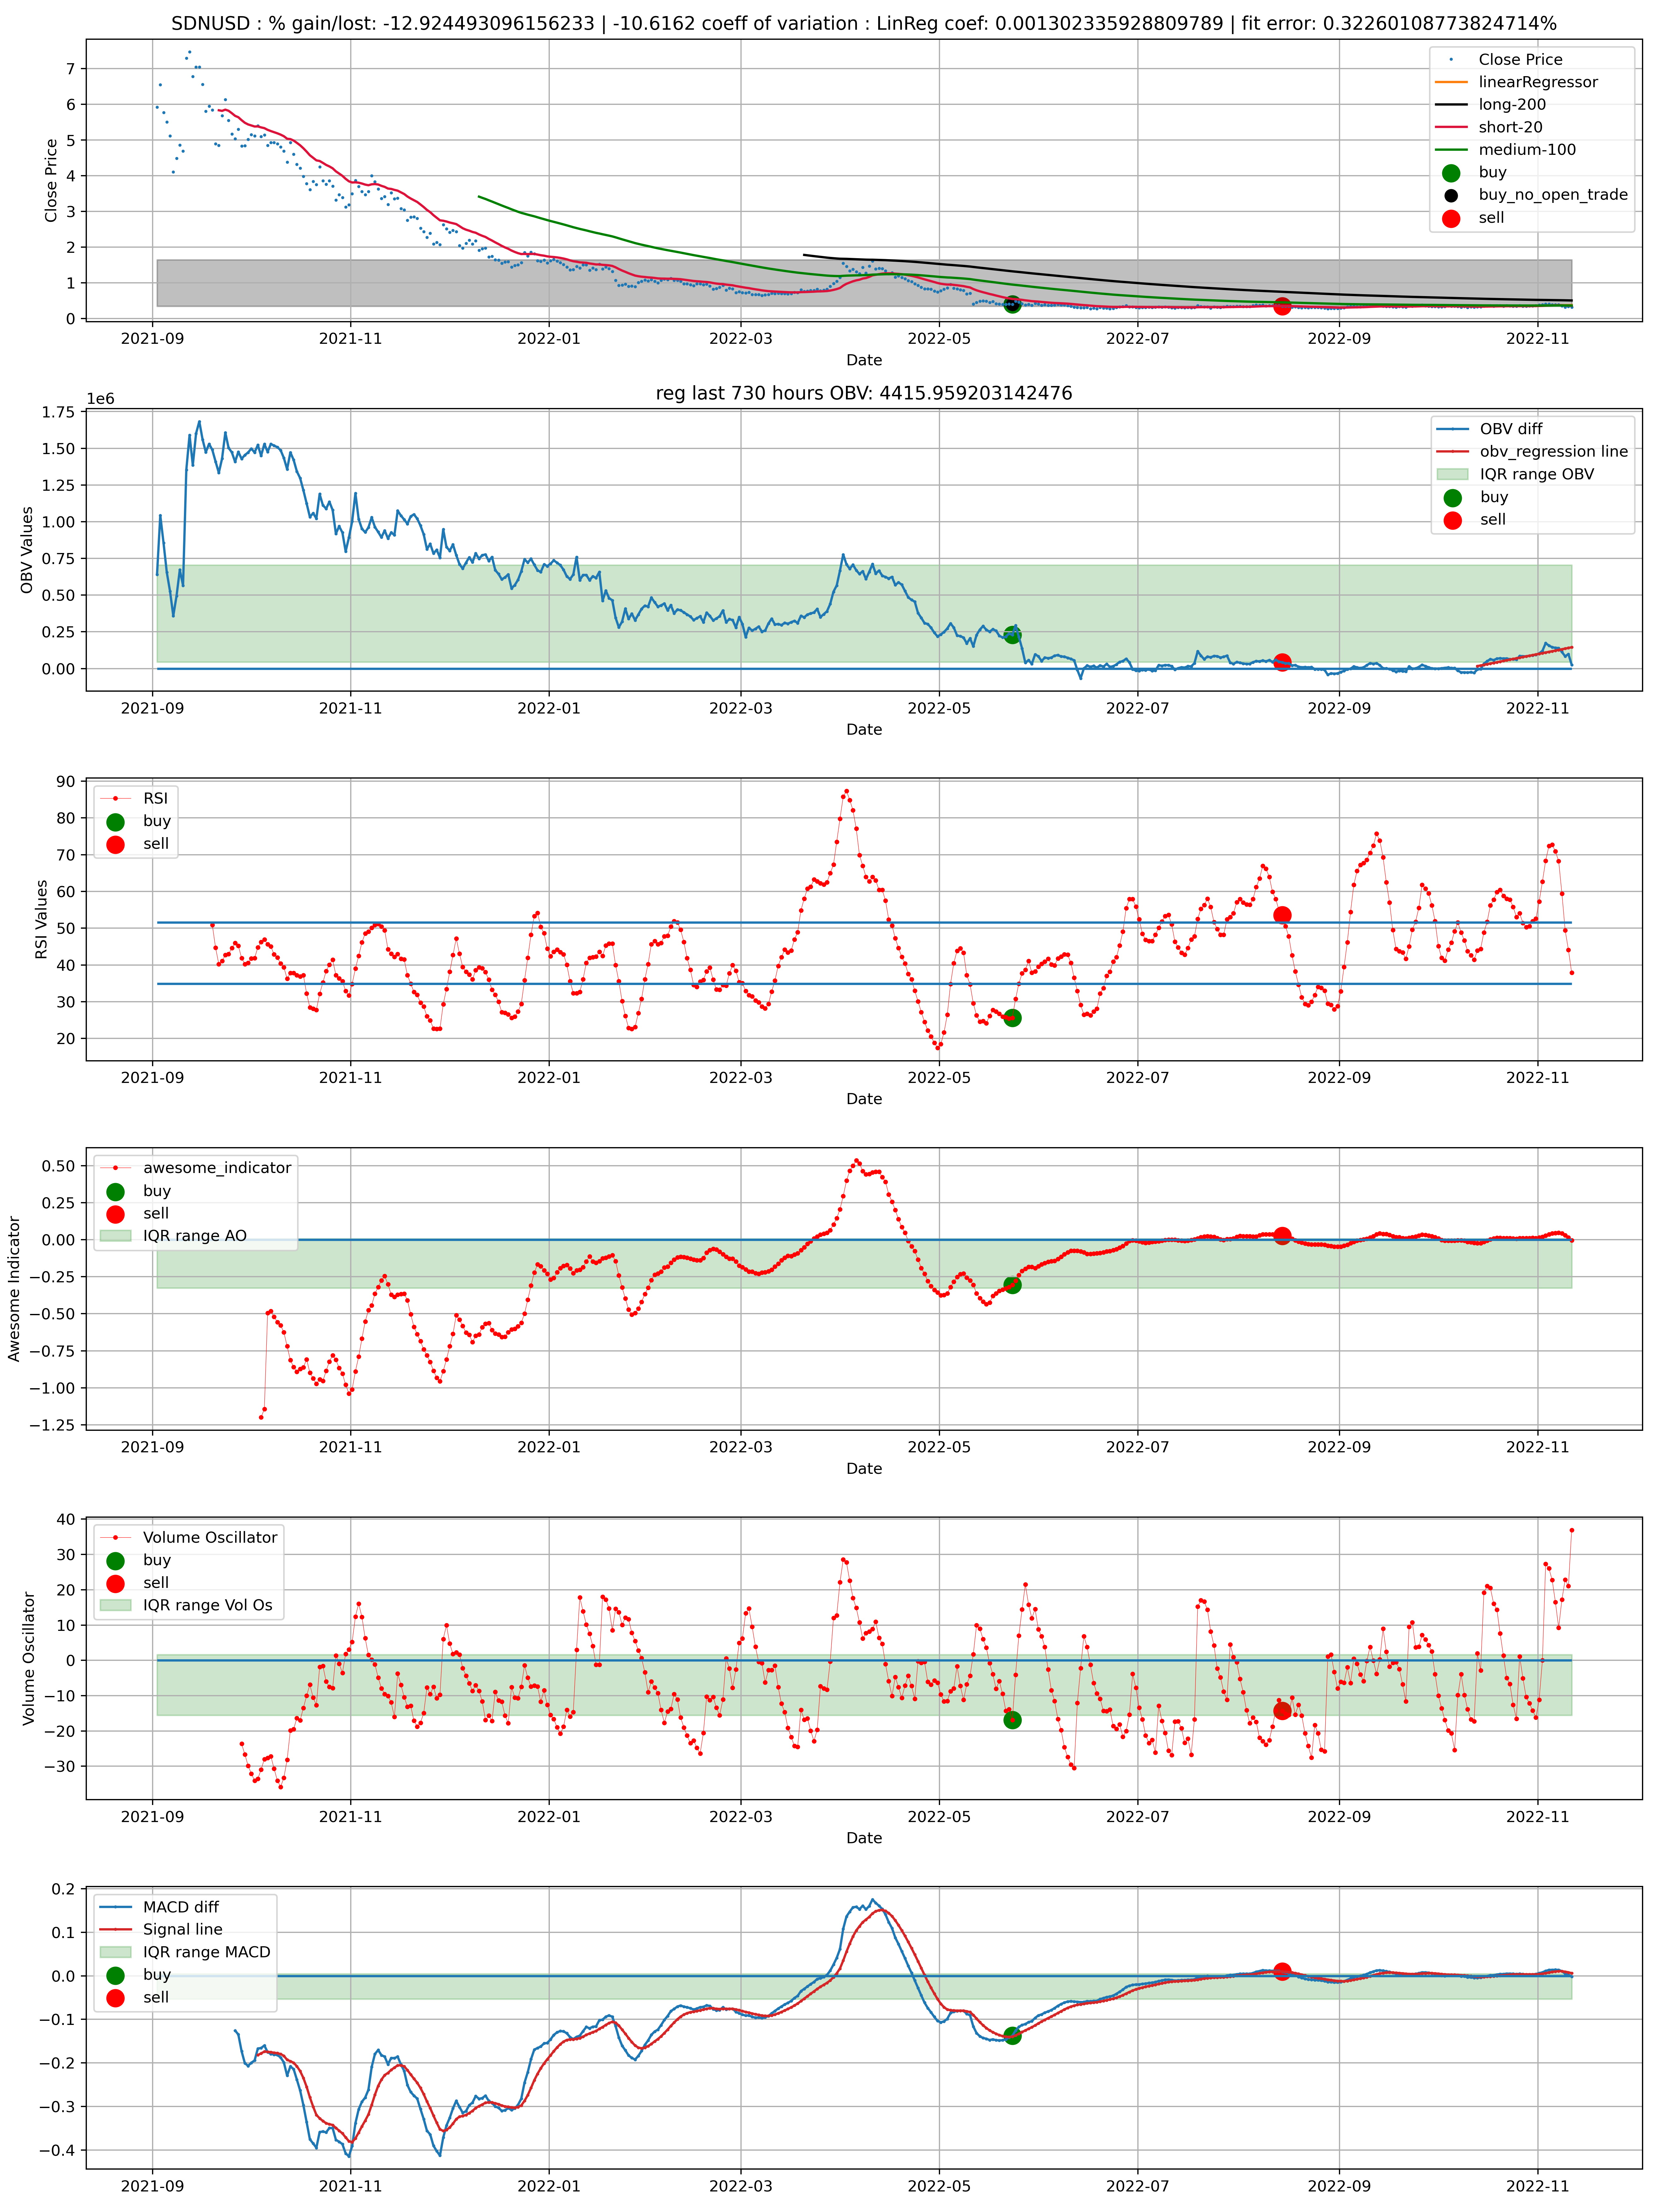 SDNUSD : % gain/lost: -12.924493096156233 | -10.6162 coeff of variation : LinReg coef: 0.001302335928809789 | fit error: 0.32260108773824714%
7
6
5
4
3
2
1
0
Close Price
Close Price
linearRegressor
long-200
short-20
medium-100
buy
buy_no_open_trade
sell
2021-09 2021-11 2022-01 2022-03 2022-05 2022-07 2022-09 2022-11
Date
reg last 730 hours OBV: 4415.959203142476
1e6
1.75
1.50
1.25
1.00
0.75
0.50
0.25
0.00
OBV Values
OBV diff
obv_regression line
IQR range OBV
buy
sell
2021-09 2021-11 2022-01 2022-03 2022-05 2022-07 2022-09 2022-11
Date
90
80
70
60
50
40
30
20
RSI Values
RSI
buy
sell
2021-09 2021-11 2022-01 2022-03 2022-05 2022-07 2022-09 2022-11
Date
0.50
0.25
0.00
−0.25
−0.50
−0.75
−1.00
−1.25
Awesome Indicator
awesome_indicator
buy
sell
IQR range AO
2021-09 2021-11 2022-01 2022-03 2022-05 2022-07 2022-09 2022-11
Date
40
30
20
10
0
−10
−20
−30
Volume Oscillator
Volume Oscillator
buy
sell
IQR range Vol Os
2021-09 2021-11 2022-01 2022-03 2022-05 2022-07 2022-09 2022-11
Date
0.2
0.1
0.0
−0.1
−0.2
−0.3
−0.4
MACD diff
Signal line
IQR range MACD
buy
sell
2021-09 2021-11 2022-01 2022-03 2022-05 2022-07 2022-09 2022-11